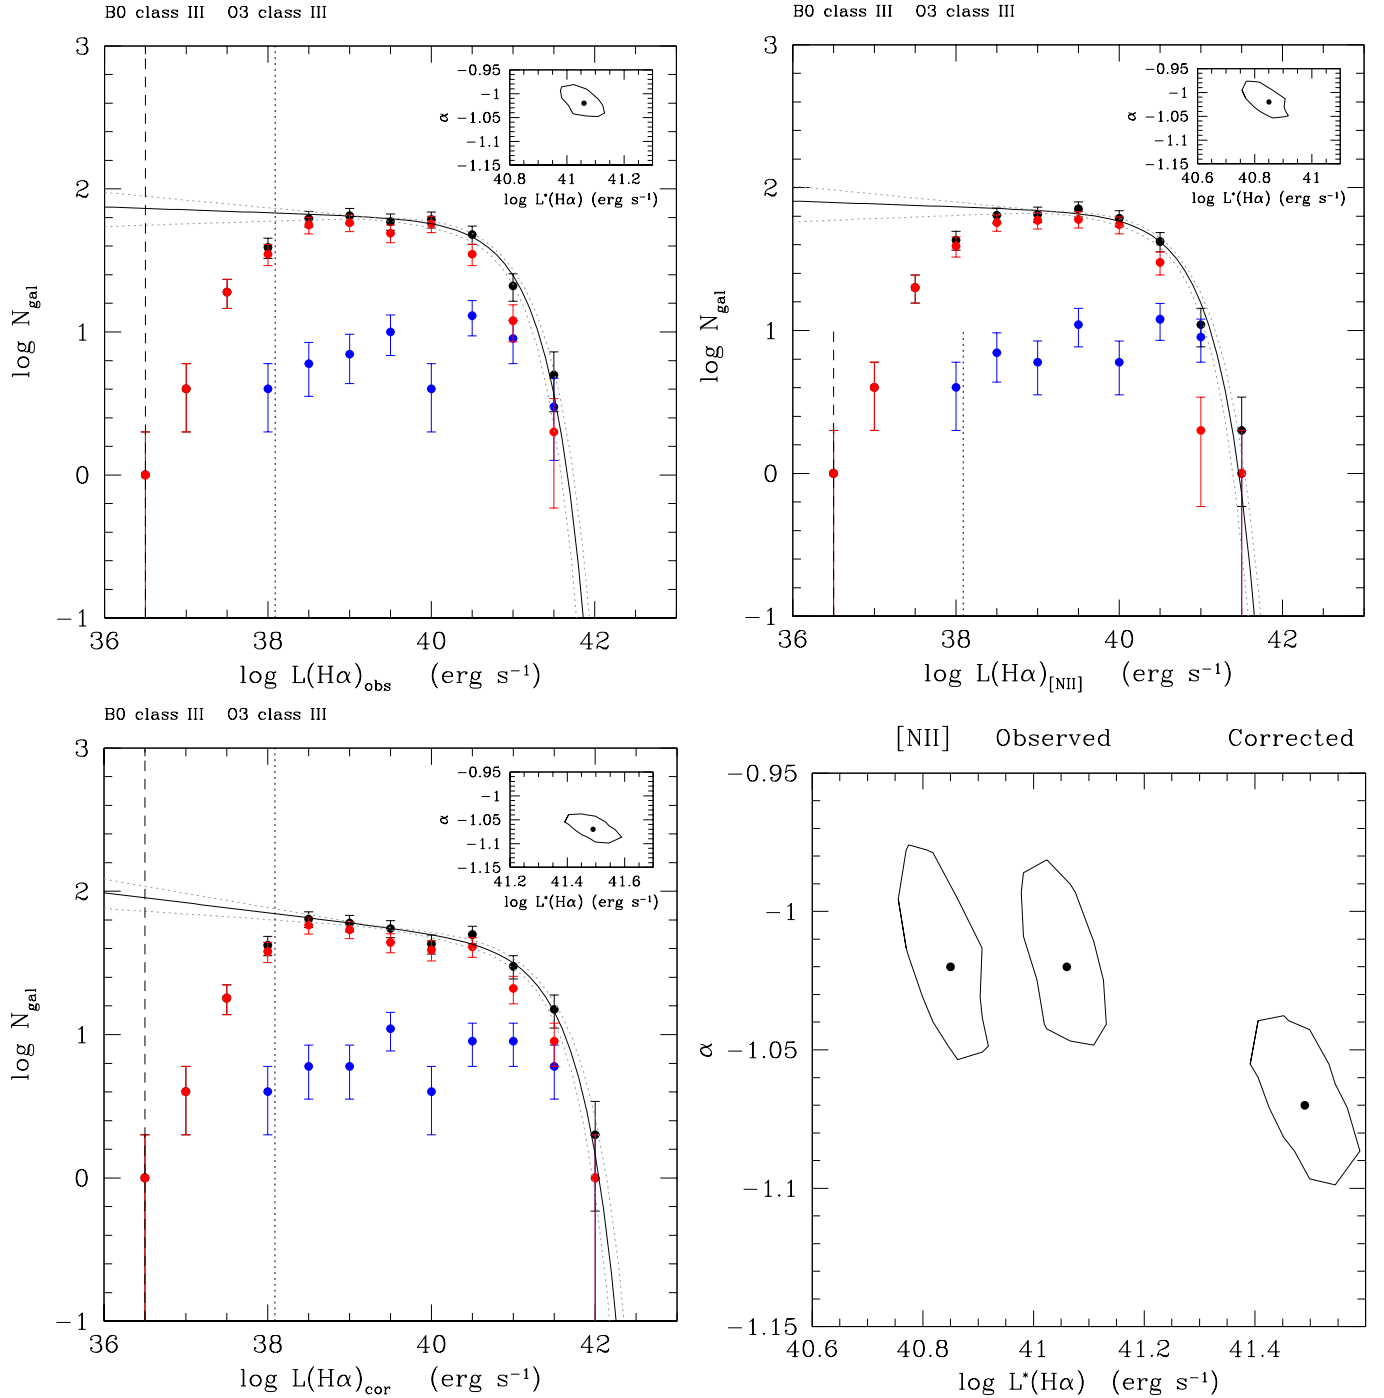 B0 class III O3 class III
3
2
1
0
−1
log N_gal
36 38 40 42
log L(Hα)_obs (erg s⁻¹)
−0.95
−1
−1.05
−1.1
−1.15
α
40.8 41 41.2
log L*(Hα) (erg s⁻¹)
B0 class III O3 class III
3
2
1
0
−1
log N_gal
36 38 40 42
log L(Hα)_[NII] (erg s⁻¹)
−0.95
−1
−1.05
−1.1
−1.15
α
40.6 40.8 41
log L*(Hα) (erg s⁻¹)
B0 class III O3 class III
3
2
1
0
−1
log N_gal
36 38 40 42
log L(Hα)_cor (erg s⁻¹)
−0.95
−1
−1.05
−1.1
−1.15
α
41.2 41.4 41.6
log L*(Hα) (erg s⁻¹)
[NII] Observed Corrected
−0.95
−1
−1.05
−1.1
−1.15
α
40.6 40.8 41 41.2 41.4
log L*(Hα) (erg s⁻¹)